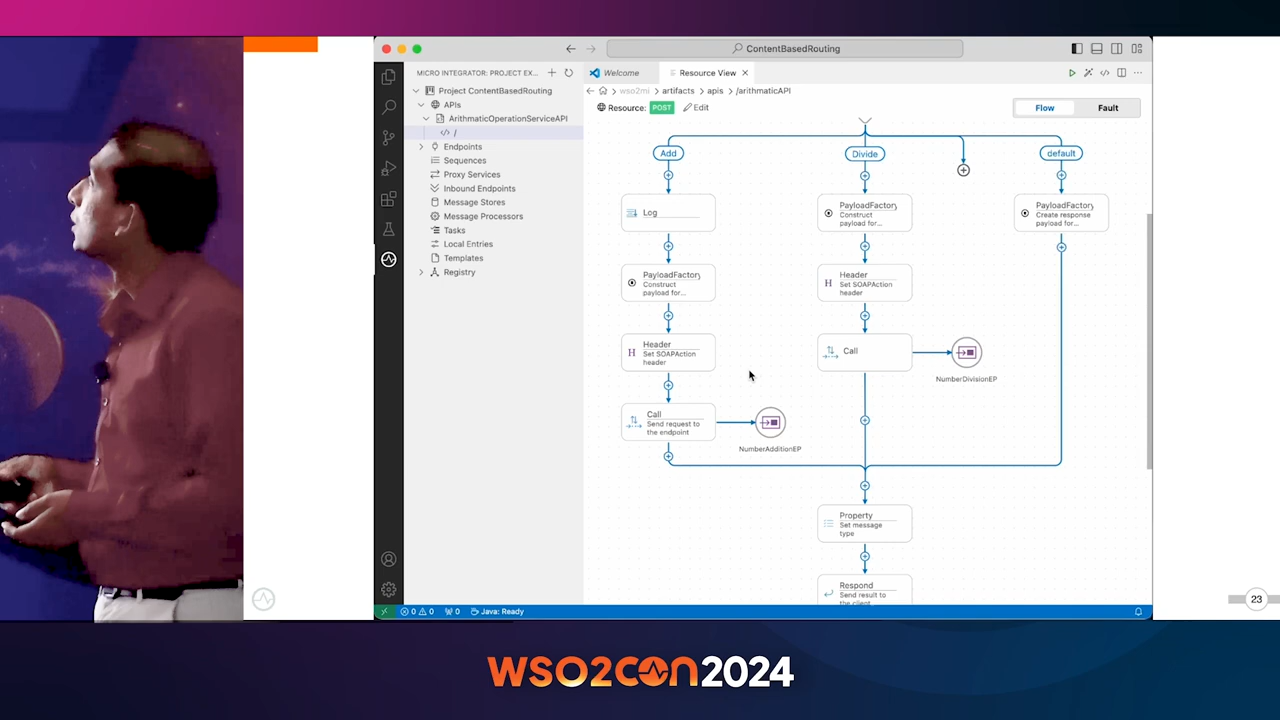 ContentBasedRouting
MICRO INTEGRATOR: PROJECT EX...
Welcome
Resource View
Project ContentBasedRouting
APIs
ArithmaticOperationServiceAPI
/
Endpoints
Sequences
Proxy Services
Inbound Endpoints
Message Stores
Message Processors
Tasks
Local Entries
Templates
Registry
wso2mi > artifacts > apis > /arithmaticAPI
Resource: POST Edit
Flow
Fault
Add
Divide
default
Log
PayloadFactory
Construct
payload for...
PayloadFactory
Create response
payload for...
PayloadFactory
Construct
payload for...
Header
Set SOAPAction
header
Header
Set SOAPAction
header
Call
NumberDivisionEP
Call
Send request to
the endpoint
NumberAdditionEP
Property
Set message
type
Respond
Send result to
the client
0 0 0 Java: Ready
23
WSO2CON2024